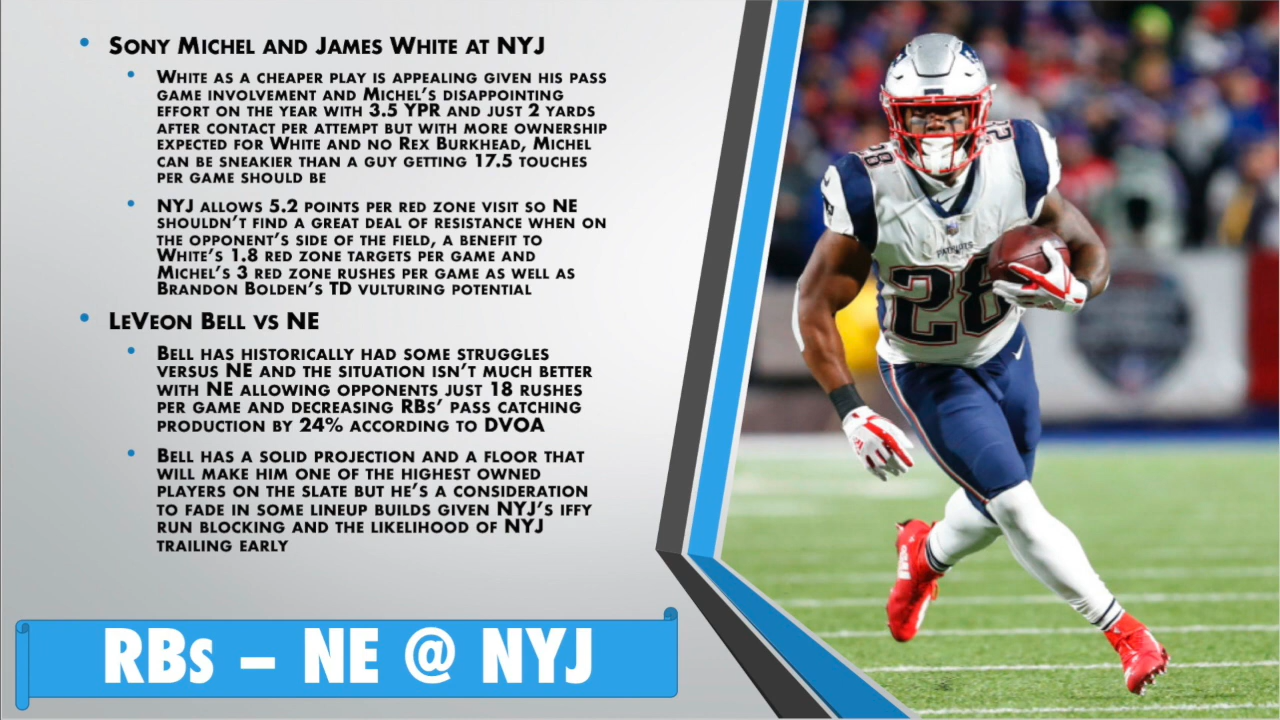 • Sony Michel and James White at NYJ
• White as a cheaper play is appealing given his pass
game involvement and Michel's disappointing
effort on the year with 3.5 YPR and just 2 yards
after contact per attempt but with more ownership
expected for White and no Rex Burkhead, Michel
can be sneakier than a guy getting 17.5 touches
per game should be
• NYJ allows 5.2 points per red zone visit so NE
shouldn't find a great deal of resistance when on
the opponent's side of the field, a benefit to
White's 1.8 red zone targets per game and
Michel's 3 red zone rushes per game as well as
Brandon Bolden's TD vulturing potential
• LeVeon Bell vs NE
• Bell has historically had some struggles
versus NE and the situation isn't much better
with NE allowing opponents just 18 rushes
per game and decreasing RBs' pass catching
production by 24% according to DVOA
• Bell has a solid projection and a floor that
will make him one of the highest owned
players on the slate but he's a consideration
to fade in some lineup builds given NYJ's iffy
run blocking and the likelihood of NYJ
trailing early
RBs – NE @ NYJ
28
28
PATRIOTS
28